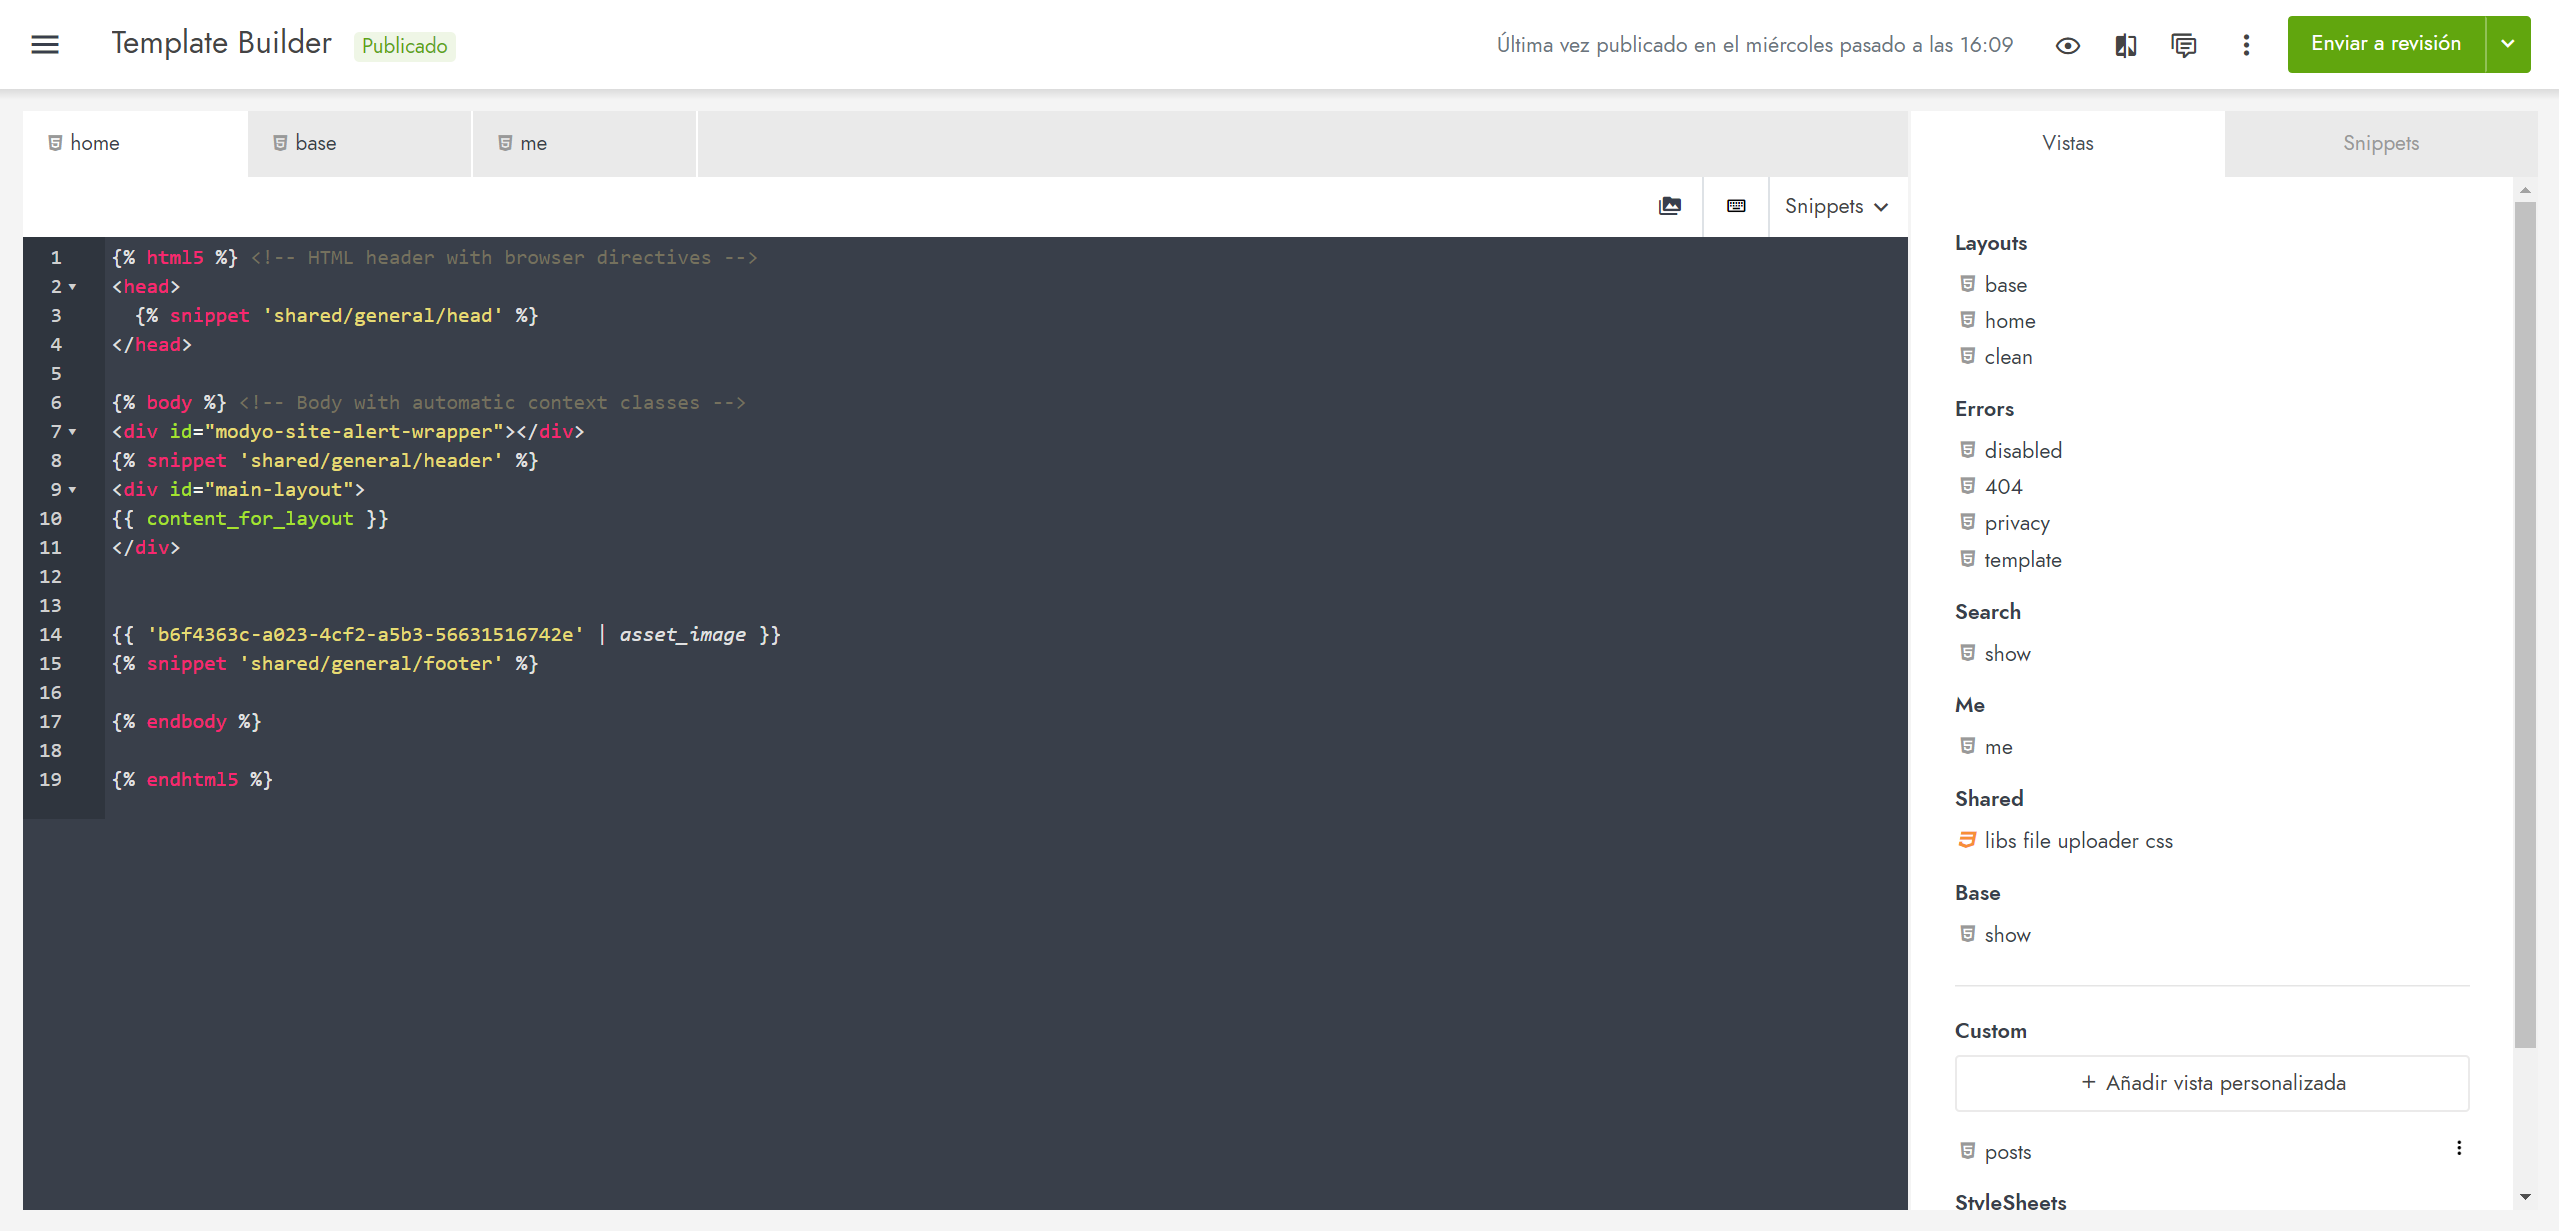 Template Builder Publicado Última vez publicado en el miércoles pasado a las 16:09 Enviar a revisión
home base me Vistas Snippets
Snippets
1 {% html5 %} <!-- HTML header with browser directives -->
2 <head>
3   {% snippet 'shared/general/head' %}
4 </head>
5
6 {% body %} <!-- Body with automatic context classes -->
7 <div id="modyo-site-alert-wrapper"></div>
8 {% snippet 'shared/general/header' %}
9 <div id="main-layout">
10 {{ content_for_layout }}
11 </div>
12
13
14 {{ 'b6f4363c-a023-4cf2-a5b3-56631516742e' | asset_image }}
15 {% snippet 'shared/general/footer' %}
16
17 {% endbody %}
18
19 {% endhtml5 %}
Layouts
base
home
clean
Errors
disabled
404
privacy
template
Search
show
Me
me
Shared
libs file uploader css
Base
show
Custom
+ Añadir vista personalizada
posts
StyleSheets